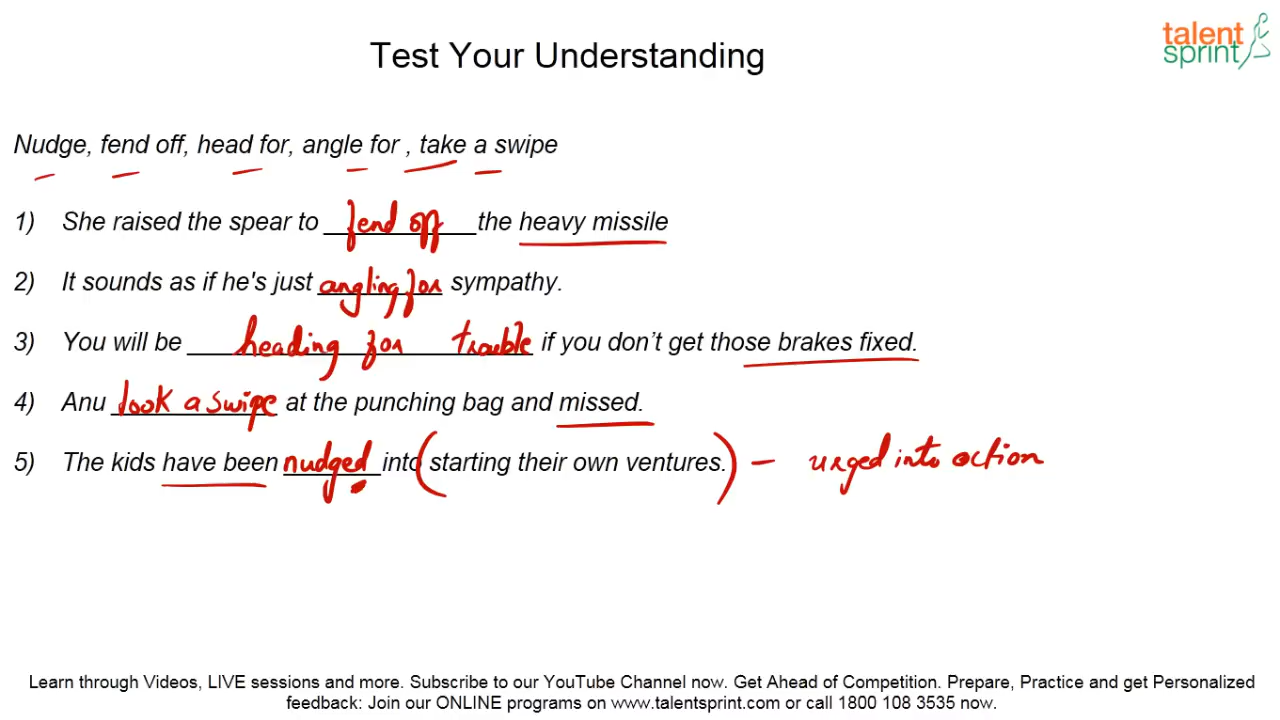 Test Your Understanding
talent
sprint
Nudge, fend off, head for, angle for , take a swipe
1) She raised the spear to fend off the heavy missile
2) It sounds as if he's just angling for sympathy.
3) You will be heading for trouble if you don’t get those brakes fixed.
4) Anu took a swipe at the punching bag and missed.
5) The kids have been nudged into (starting their own ventures.) – urged into action
Learn through Videos, LIVE sessions and more. Subscribe to our YouTube Channel now. Get Ahead of Competition. Prepare, Practice and get Personalized
feedback: Join our ONLINE programs on www.talentsprint.com or call 1800 108 3535 now.